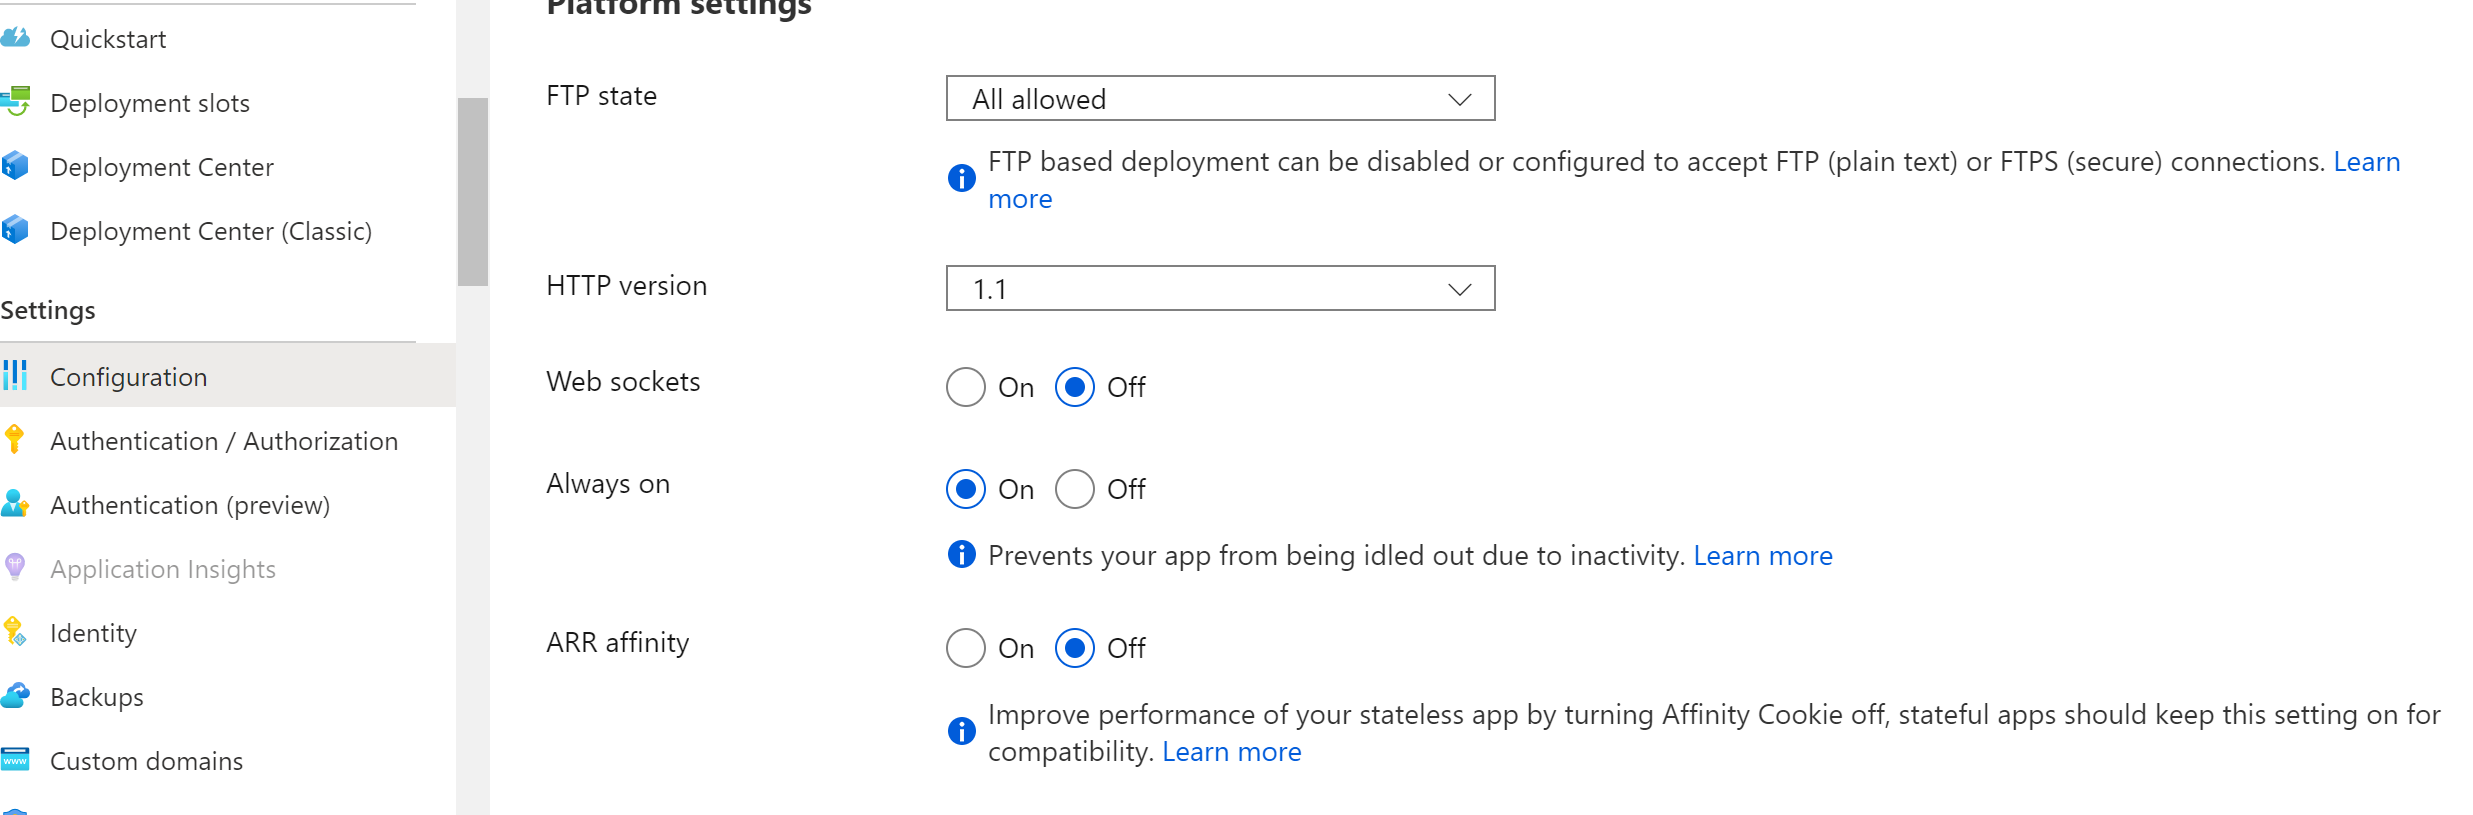 Quickstart
Deployment slots
Deployment Center
Deployment Center (Classic)
Settings
Configuration
Authentication / Authorization
Authentication (preview)
Application Insights
Identity
Backups
www
Custom domains
Platform settings
FTP state
All allowed
FTP based deployment can be disabled or configured to accept FTP (plain text) or FTPS (secure) connections. Learn
more
HTTP version
1.1
Web sockets
On
Off
Always on
On
Off
Prevents your app from being idled out due to inactivity. Learn more
ARR affinity
On
Off
Improve performance of your stateless app by turning Affinity Cookie off, stateful apps should keep this setting on for
compatibility. Learn more